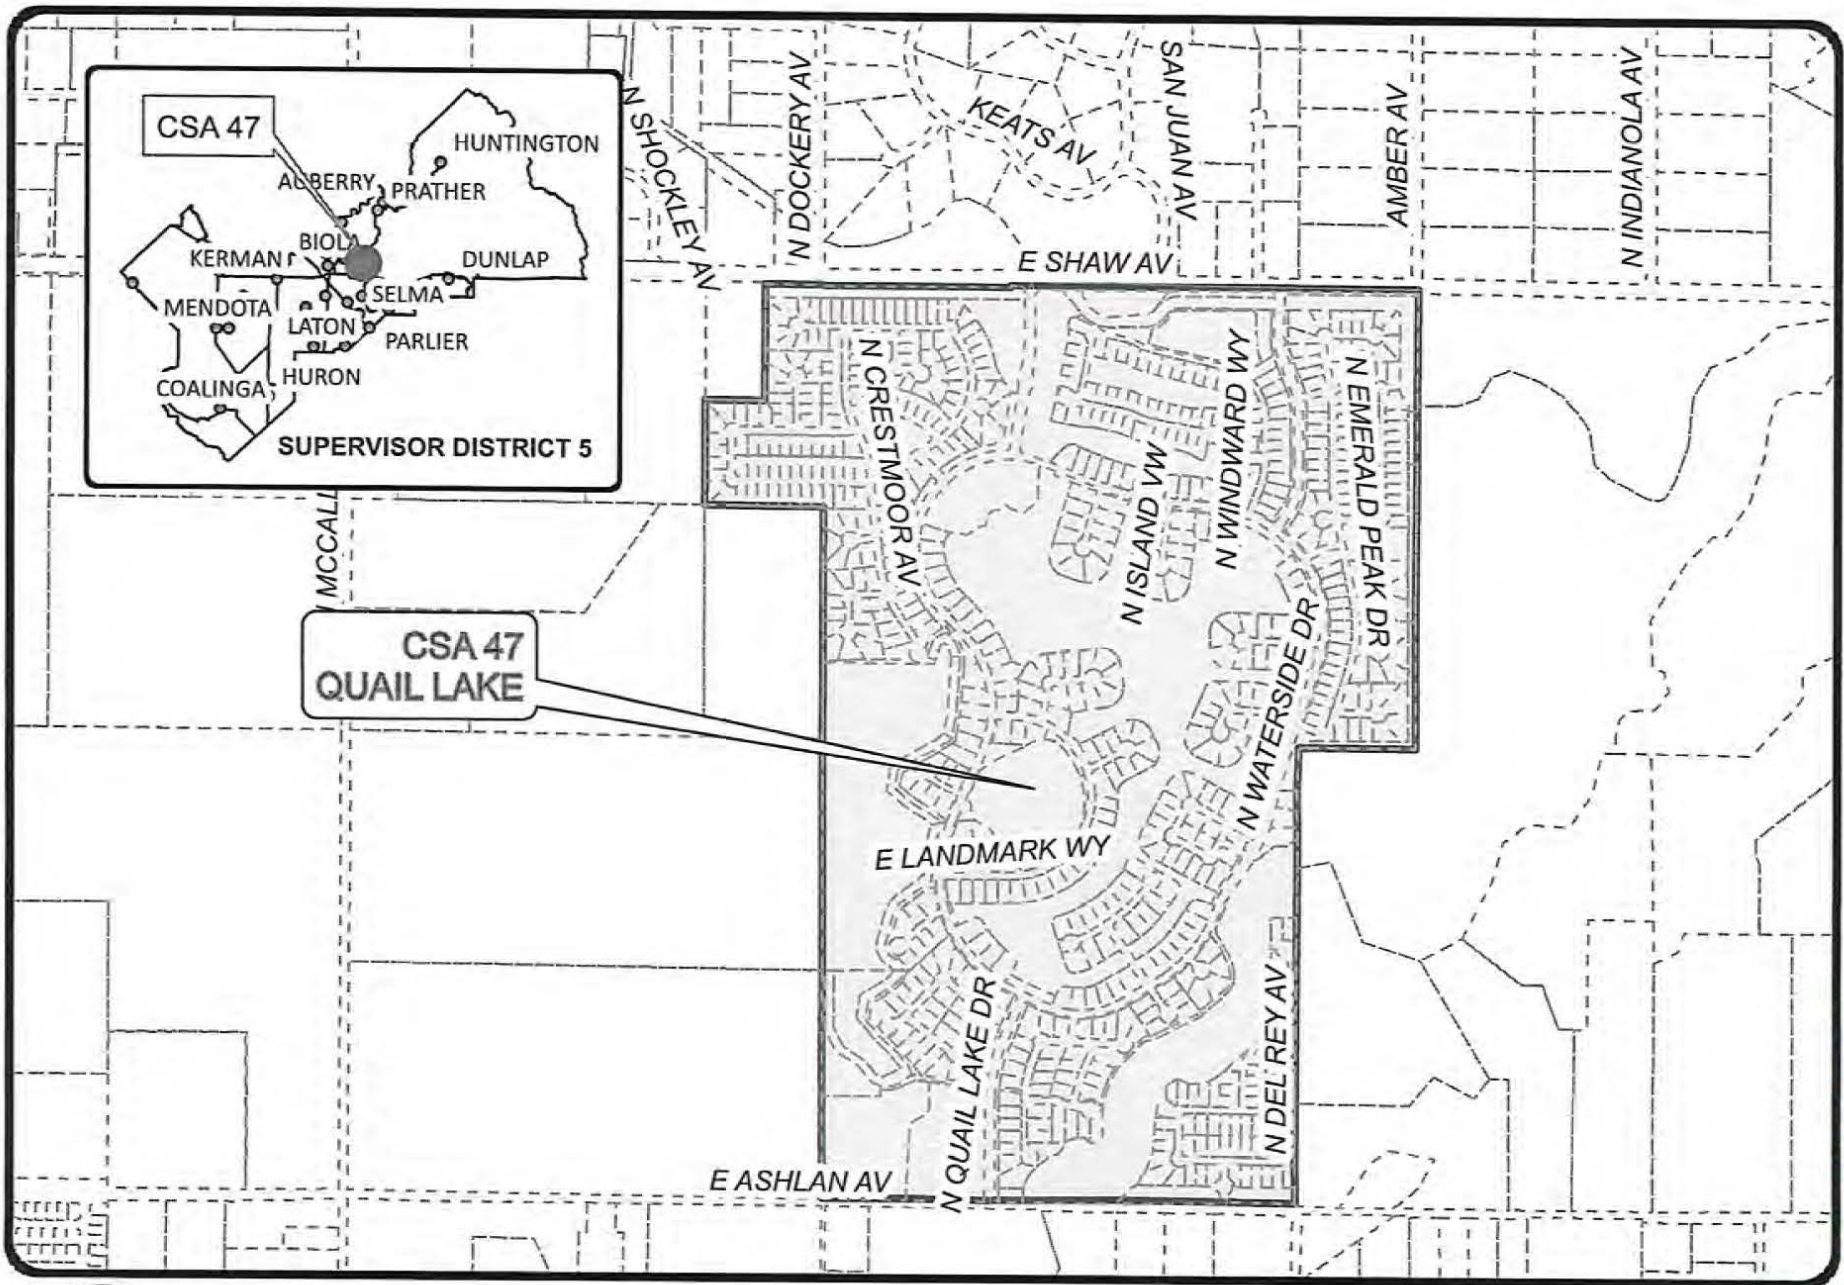 CSA 47
HUNTINGTON
AUBERRY
PRATHER
BIOLA
KERMAN
DUNLAP
MENDOTA
SELMA
LATON
PARLIER
COALINGA
HURON
SUPERVISOR DISTRICT 5
N SHOCKLEY AV
N DOCKERY AV
KEATS AV
SAN JUAN AV
AMBER AV
N INDIANOLA AV
E SHAW AV
N CRESTMOOR AV
N ISLAND VW
N WINDWARD WY
N EMERALD PEAK DR
MCCALL
CSA 47
QUAIL LAKE
N WATERSIDE DR
E LANDMARK WY
N QUAIL LAKE DR
N DEL REY AV
E ASHLAN AV